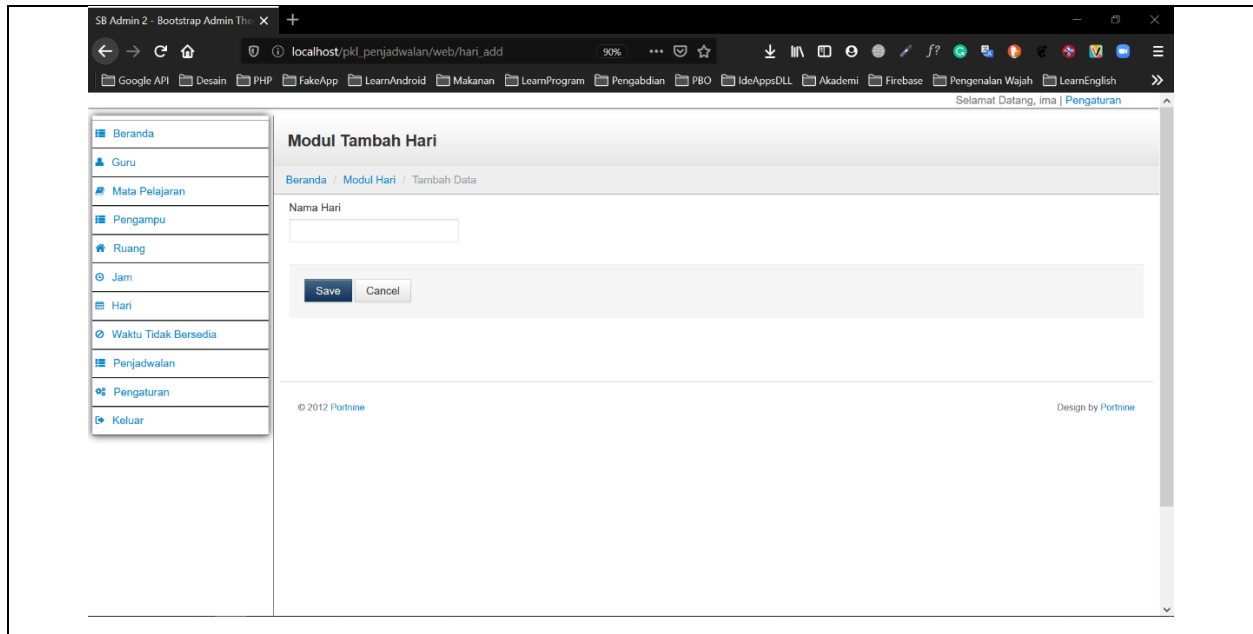 SB Admin 2 - Bootstrap Admin The
localhost/pkl_penjadwalan/web/hari_add
90%
f?
Google API Desain PHP FakeApp LearnAndroid Makanan LearnProgram Pengabdian PBO IdeAppsDLL Akademi Firebase Pengenalan Wajah LearnEnglish
Selamat Datang, ima | Pengaturan
Beranda
Guru
Mata Pelajaran
Pengampu
Ruang
Jam
Hari
Waktu Tidak Bersedia
Penjadwalan
Pengaturan
Keluar
Modul Tambah Hari
Beranda / Modul Hari / Tambah Data
Nama Hari
Save Cancel
© 2012 Portnine Design by Portnine